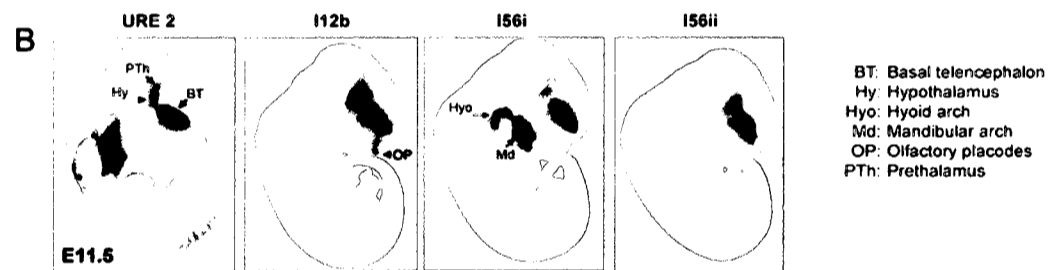 B
URE 2
I12b
I56i
I56ii
PTh
Hy
BT
E11.5
OP
Hyo
Md
BT: Basal telencephalon
Hy: Hypothalamus
Hyo: Hyoid arch
Md: Mandibular arch
OP: Olfactory placodes
PTh: Prethalamus